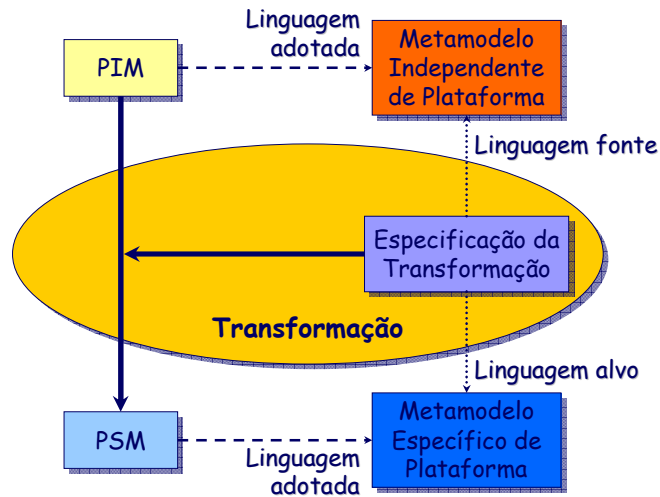 Linguagem
adotada
PIM
Metamodelo
Independente
de Plataforma
Linguagem fonte
Especificação da
Transformação
Transformação
Linguagem alvo
PSM
Linguagem
adotada
Metamodelo
Específico de
Plataforma